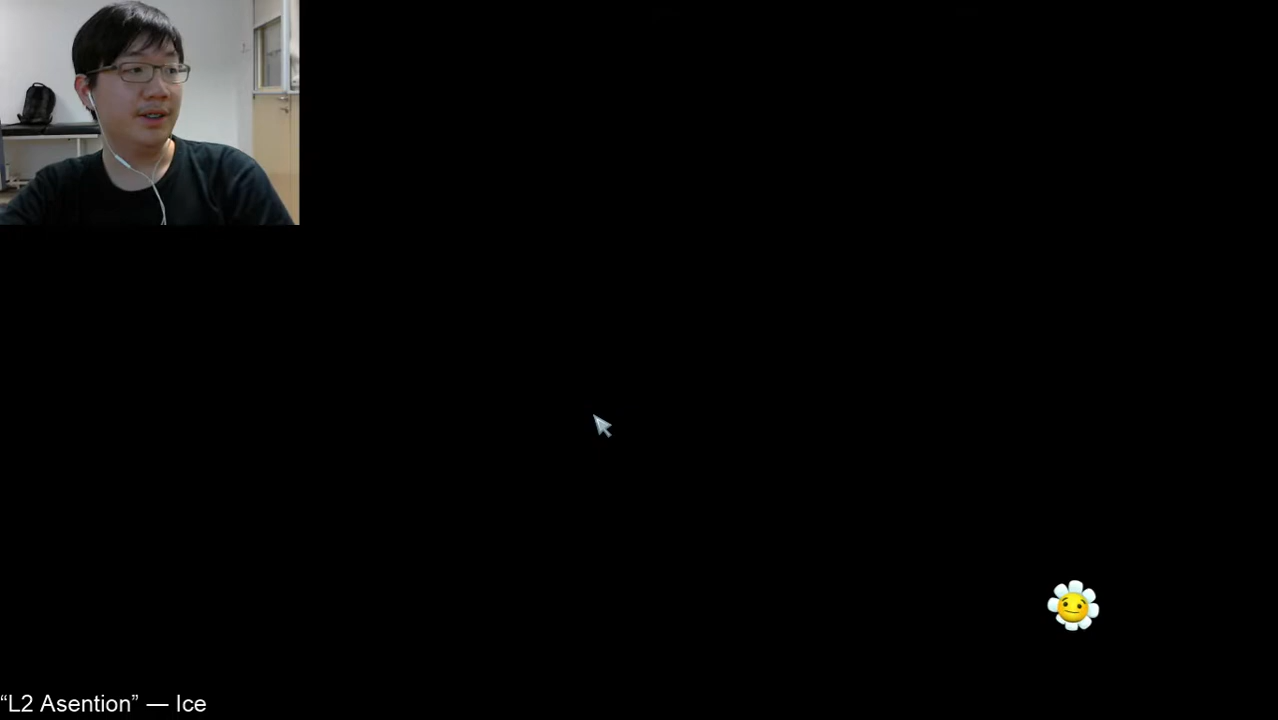 “L2 Asention” — Ice